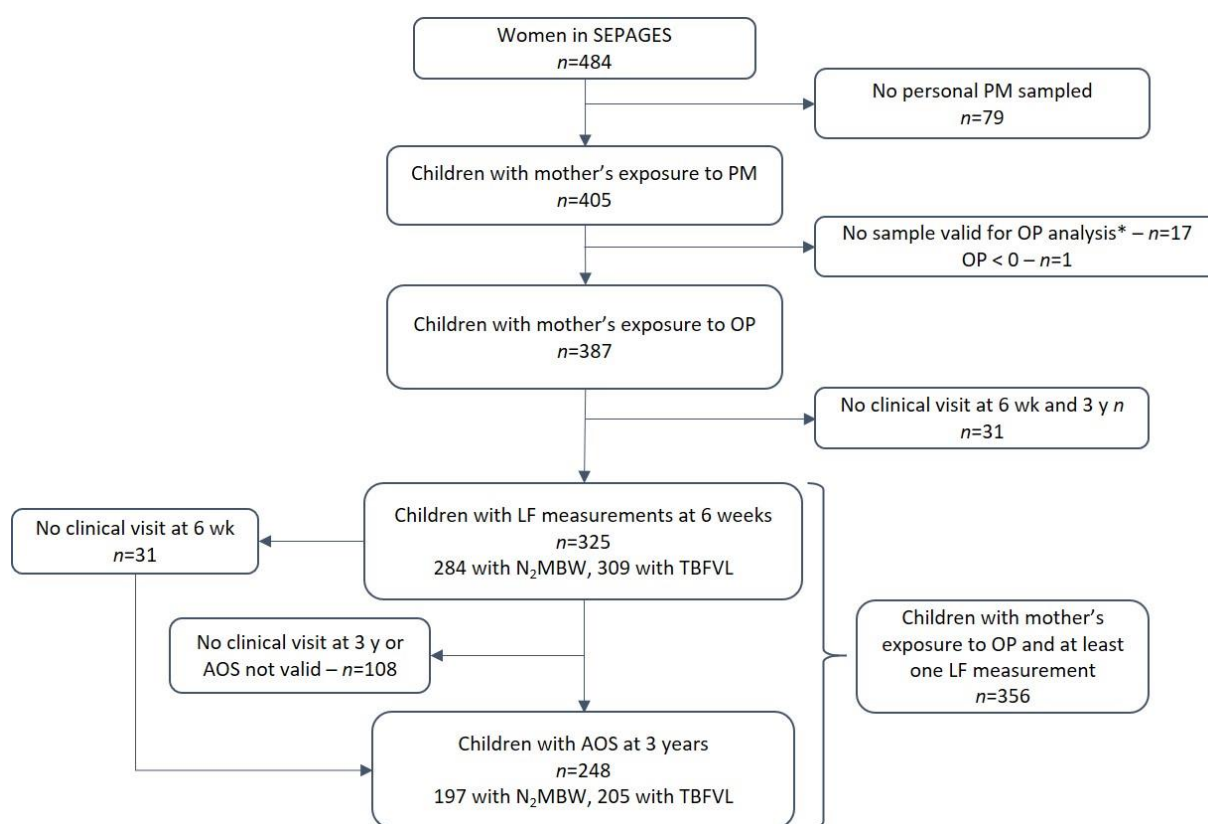 Women in SEPAGES
n=484
No personal PM sampled
n=79
Children with mother’s exposure to PM
n=405
No sample valid for OP analysis* – n=17
OP < 0 – n=1
Children with mother’s exposure to OP
n=387
No clinical visit at 6 wk and 3 y n
n=31
Children with LF measurements at 6 weeks
n=325
284 with N₂MBW, 309 with TBFVL
No clinical visit at 6 wk
n=31
No clinical visit at 3 y or
AOS not valid – n=108
Children with mother’s
exposure to OP and at least
one LF measurement
n=356
Children with AOS at 3 years
n=248
197 with N₂MBW, 205 with TBFVL